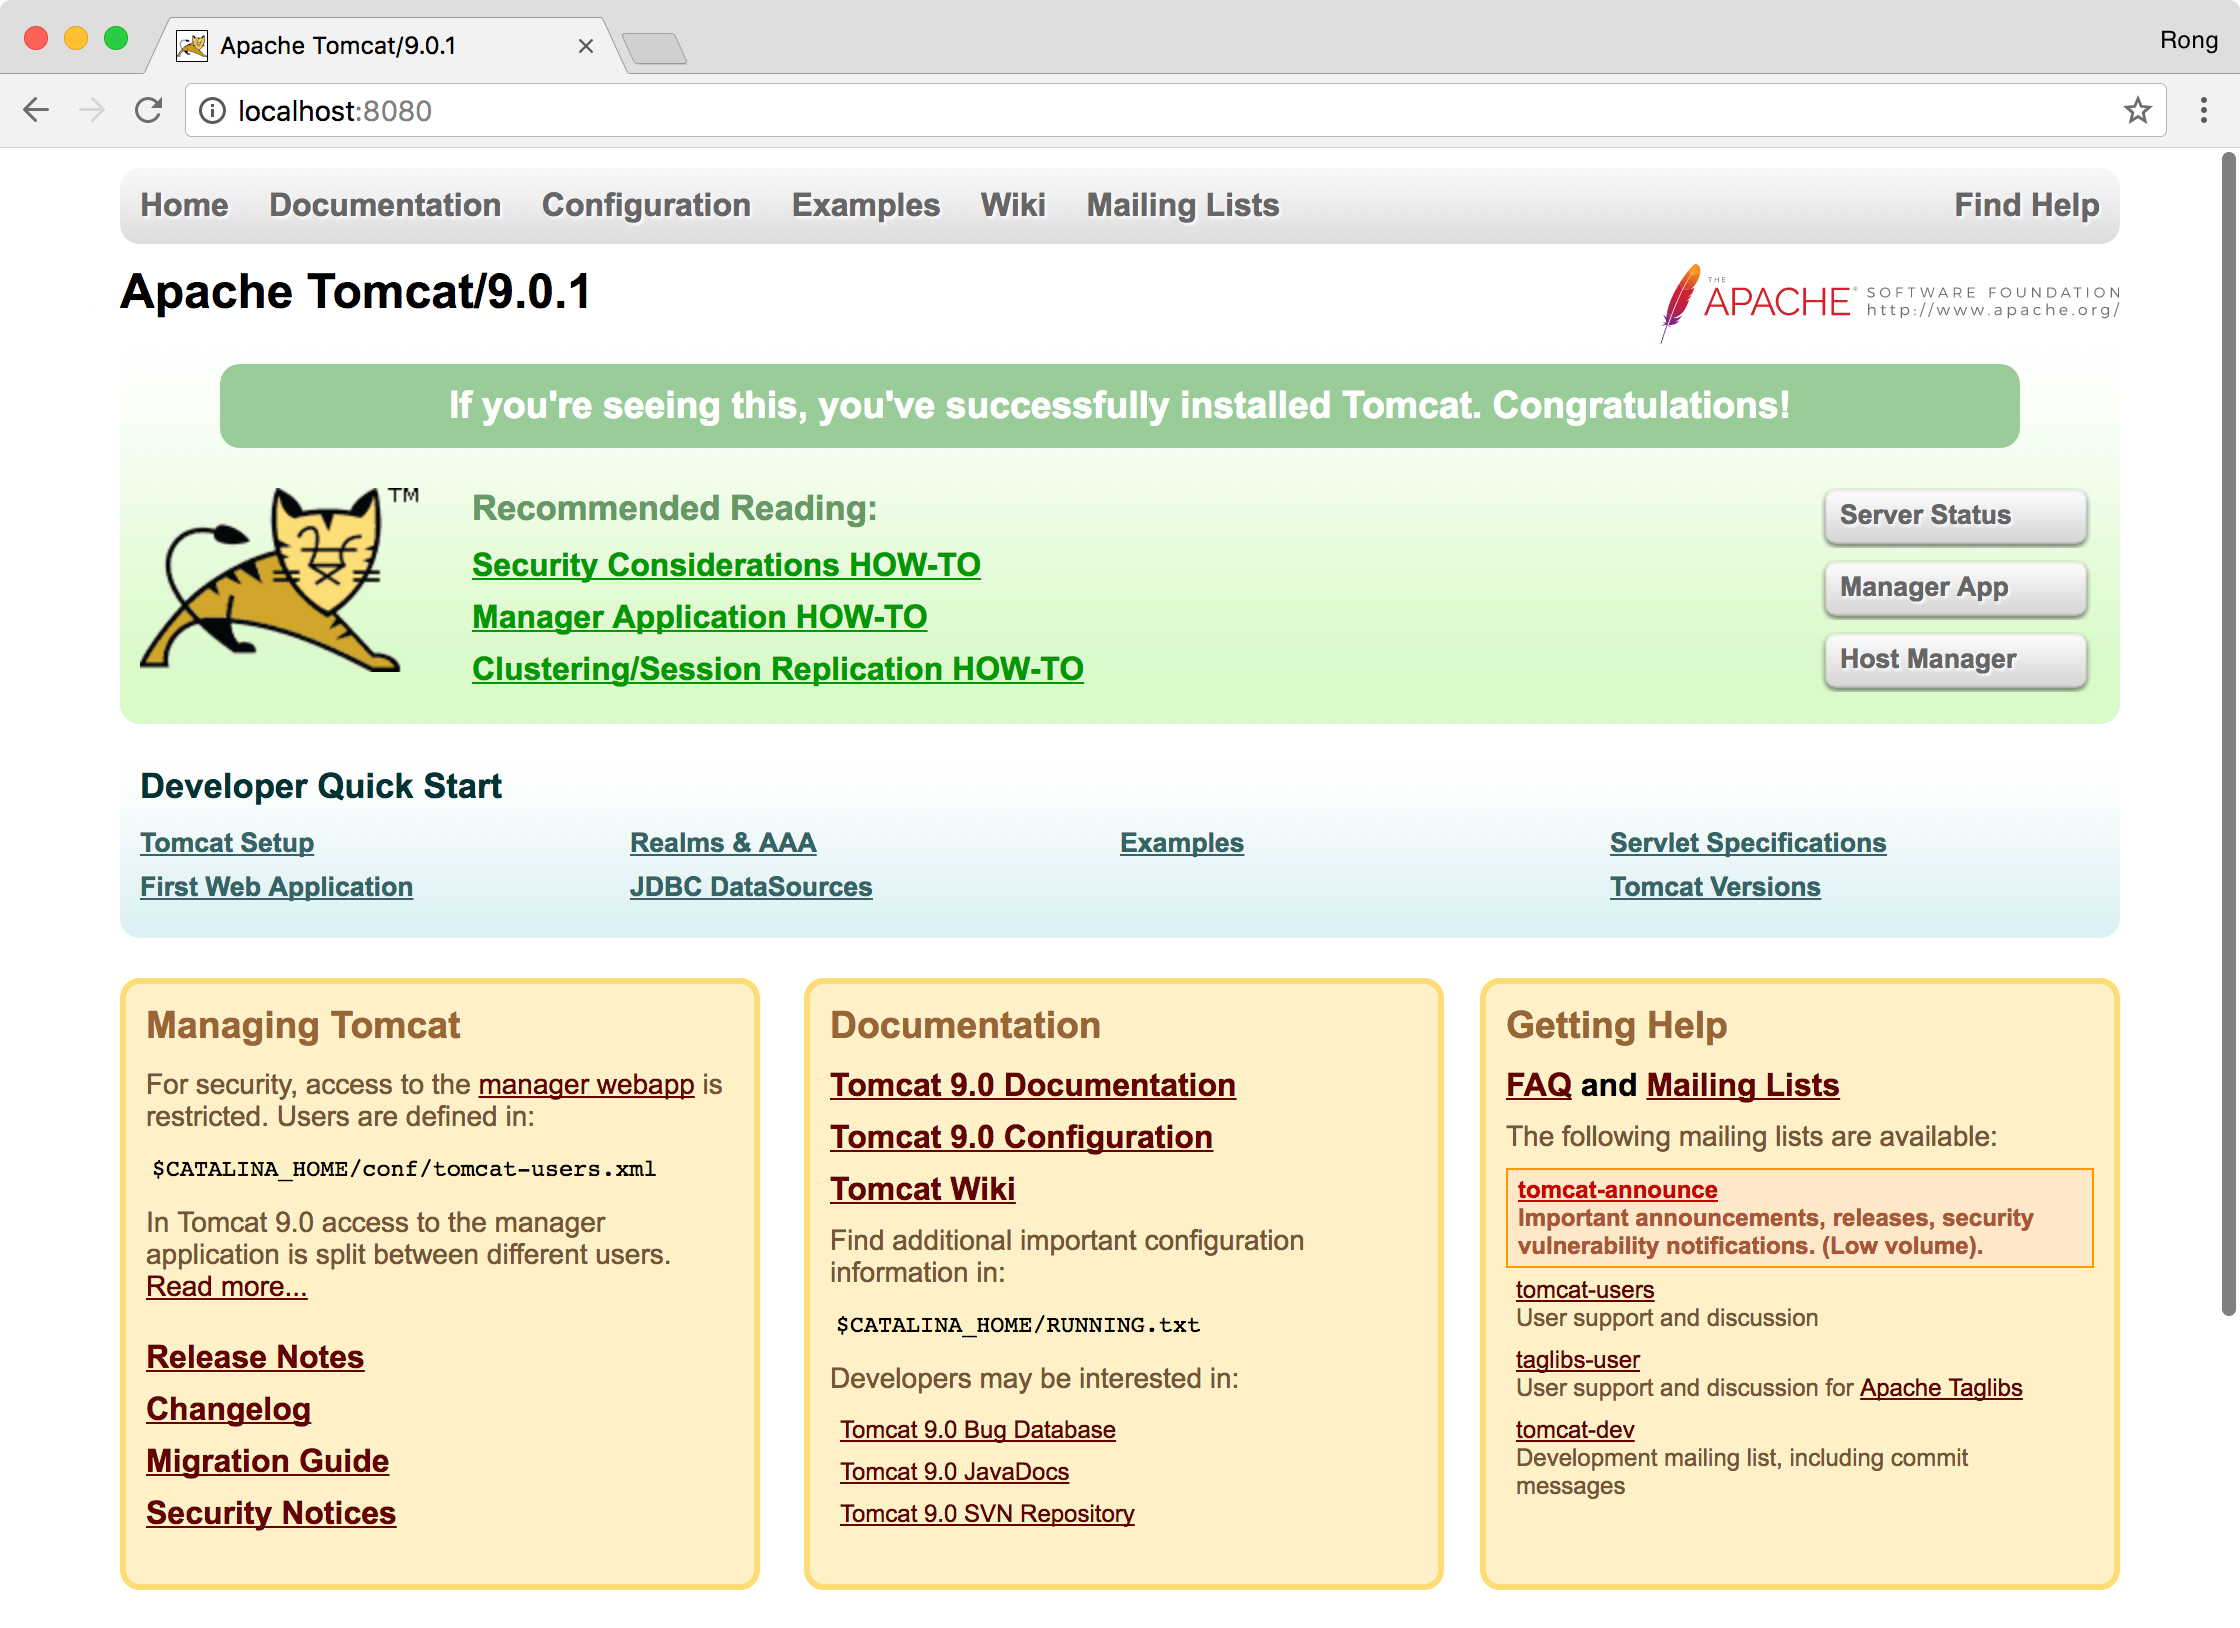 Apache Tomcat/9.0.1
Rong
localhost:8080
Home Documentation Configuration Examples Wiki Mailing Lists Find Help
Apache Tomcat/9.0.1
THE
APACHE® SOFTWARE FOUNDATION
http://www.apache.org/
If you're seeing this, you've successfully installed Tomcat. Congratulations!
TM
Recommended Reading:
Security Considerations HOW-TO
Manager Application HOW-TO
Clustering/Session Replication HOW-TO
Server Status
Manager App
Host Manager
Developer Quick Start
Tomcat Setup
First Web Application
Realms & AAA
JDBC DataSources
Examples
Servlet Specifications
Tomcat Versions
Managing Tomcat
For security, access to the manager webapp is
restricted. Users are defined in:
$CATALINA_HOME/conf/tomcat-users.xml
In Tomcat 9.0 access to the manager
application is split between different users.
Read more...
Release Notes
Changelog
Migration Guide
Security Notices
Documentation
Tomcat 9.0 Documentation
Tomcat 9.0 Configuration
Tomcat Wiki
Find additional important configuration
information in:
$CATALINA_HOME/RUNNING.txt
Developers may be interested in:
Tomcat 9.0 Bug Database
Tomcat 9.0 JavaDocs
Tomcat 9.0 SVN Repository
Getting Help
FAQ and Mailing Lists
The following mailing lists are available:
tomcat-announce
Important announcements, releases, security
vulnerability notifications. (Low volume).
tomcat-users
User support and discussion
taglibs-user
User support and discussion for Apache Taglibs
tomcat-dev
Development mailing list, including commit
messages